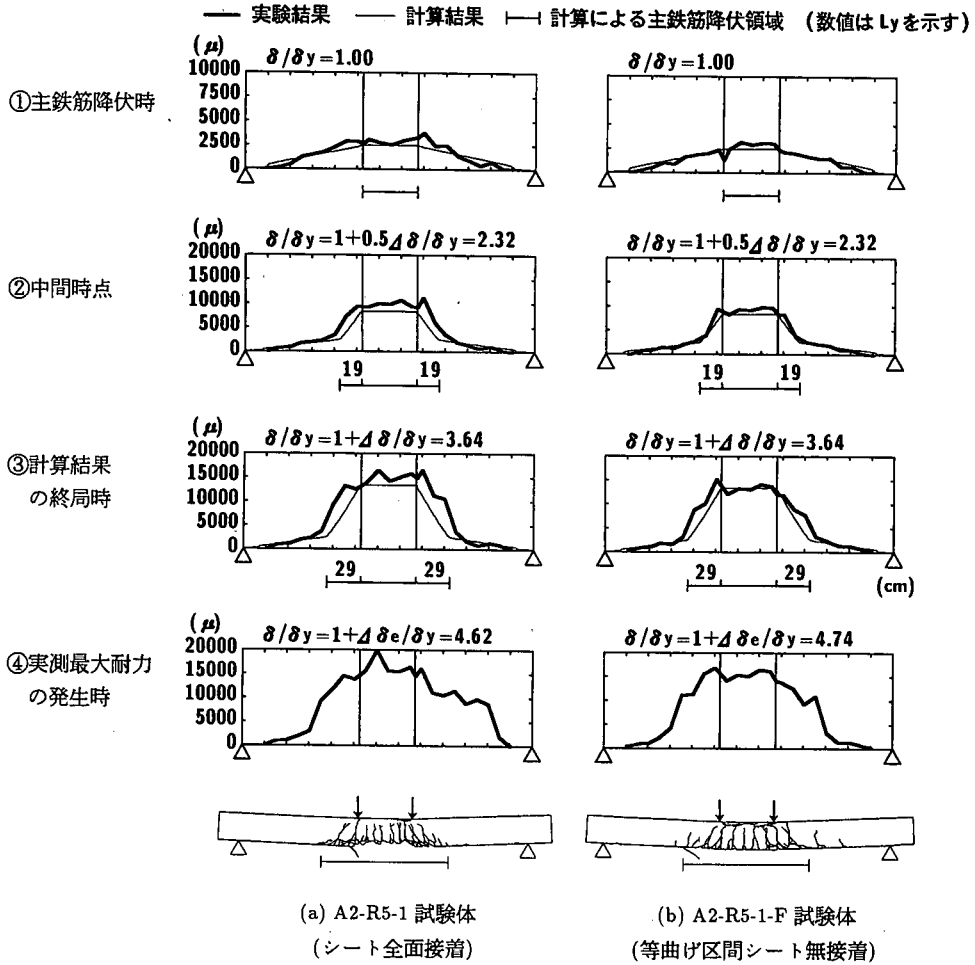 実験結果 計算結果 計算による主鉄筋降伏領域 (数値は Lyを示す)
①主鉄筋降伏時
(μ)
δ/δy=1.00
δ/δy=1.00
10000
7500
5000
2500
0
②中間時点
(μ)
δ/δy=1+0.5Δδ/δy=2.32
δ/δy=1+0.5Δδ/δy=2.32
20000
15000
10000
5000
0
19 19
19 19
③計算結果
の終局時
(μ)
δ/δy=1+Δδ/δy=3.64
δ/δy=1+Δδ/δy=3.64
20000
15000
10000
5000
0
29 29
29 29
(cm)
④実測最大耐力
の発生時
(μ)
δ/δy=1+Δδe/δy=4.62
δ/δy=1+Δδe/δy=4.74
20000
15000
10000
5000
0
(a) A2-R5-1 試験体
(シート全面接着)
(b) A2-R5-1-F 試験体
(等曲げ区間シート無接着)